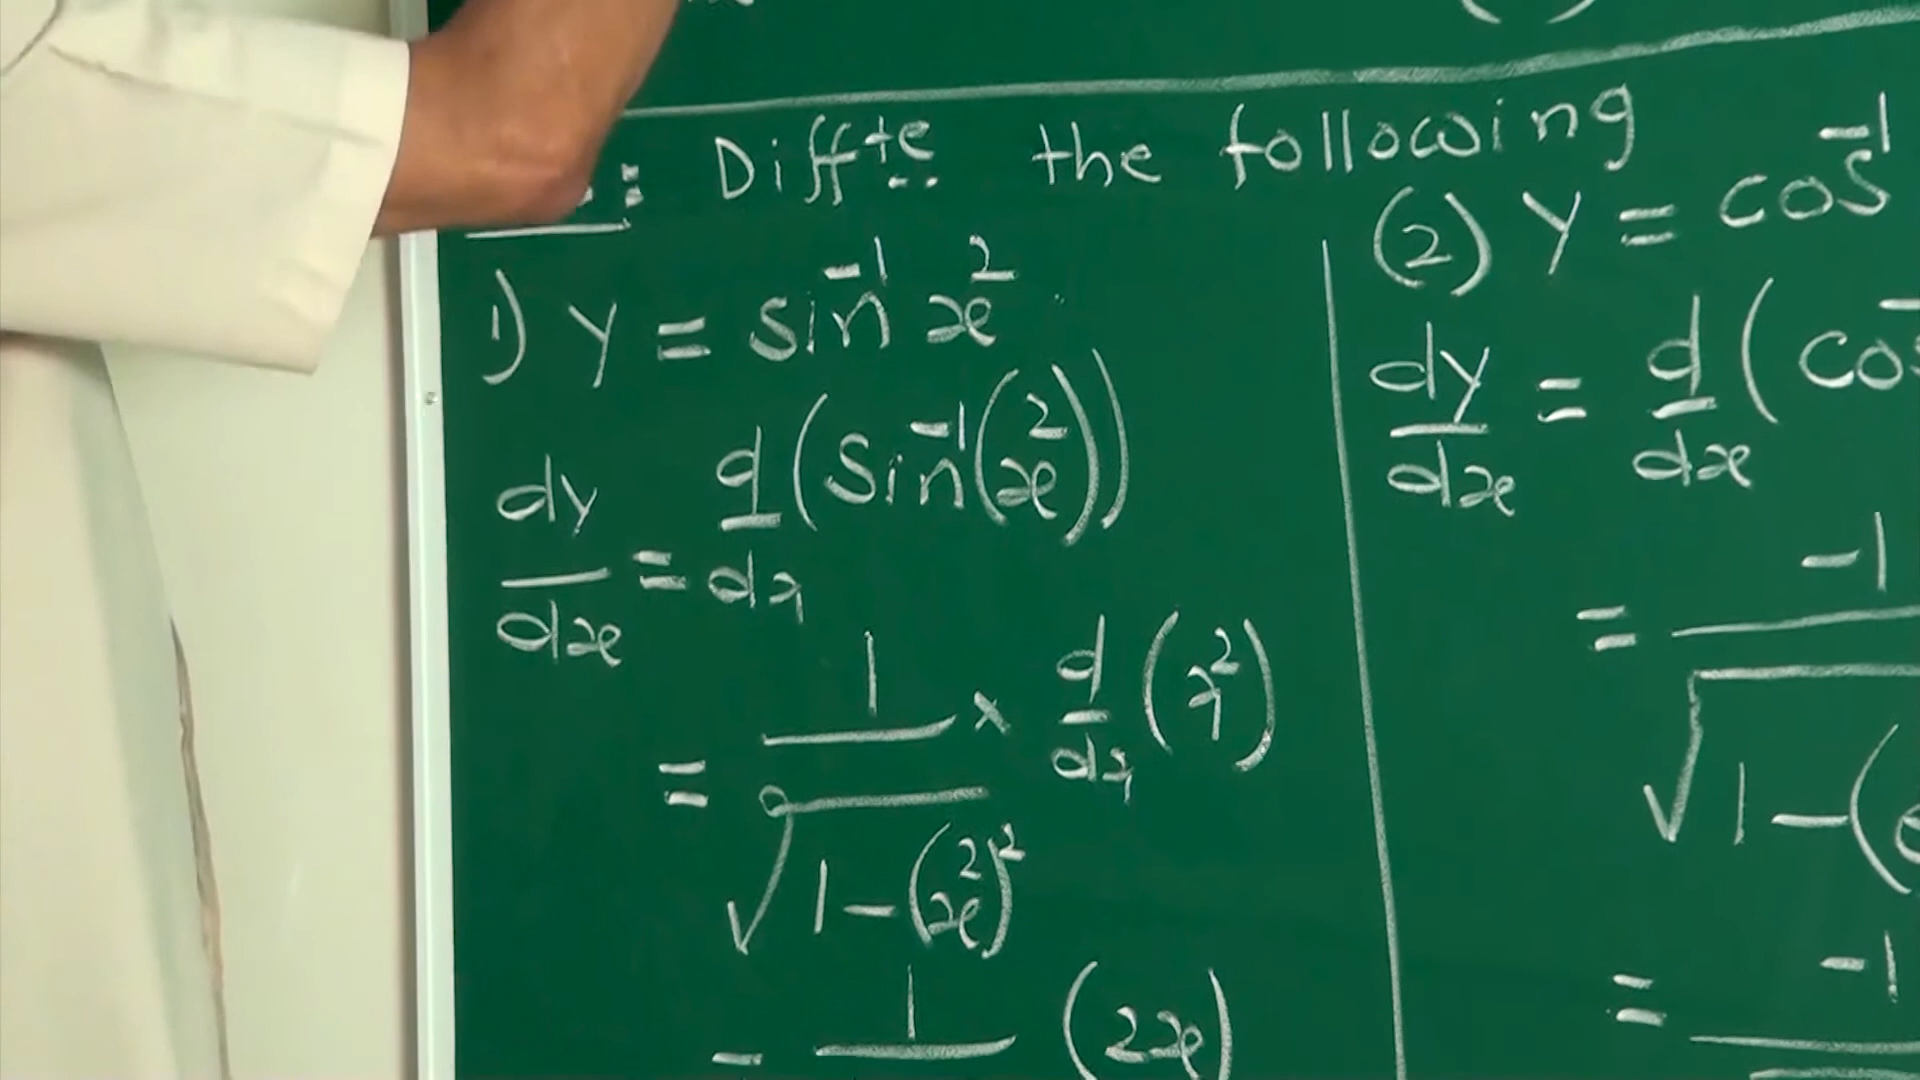 Diffte the following
1) y = sin⁻¹ x²
dy/dx = d/dx (sin⁻¹(x²))
= 1/√(1-(x²)²) × d/dx (x²)
= 1 (2x)
(2) y = cos⁻¹
dy/dx = d/dx (cos
= -1/√(1-(e
= -1